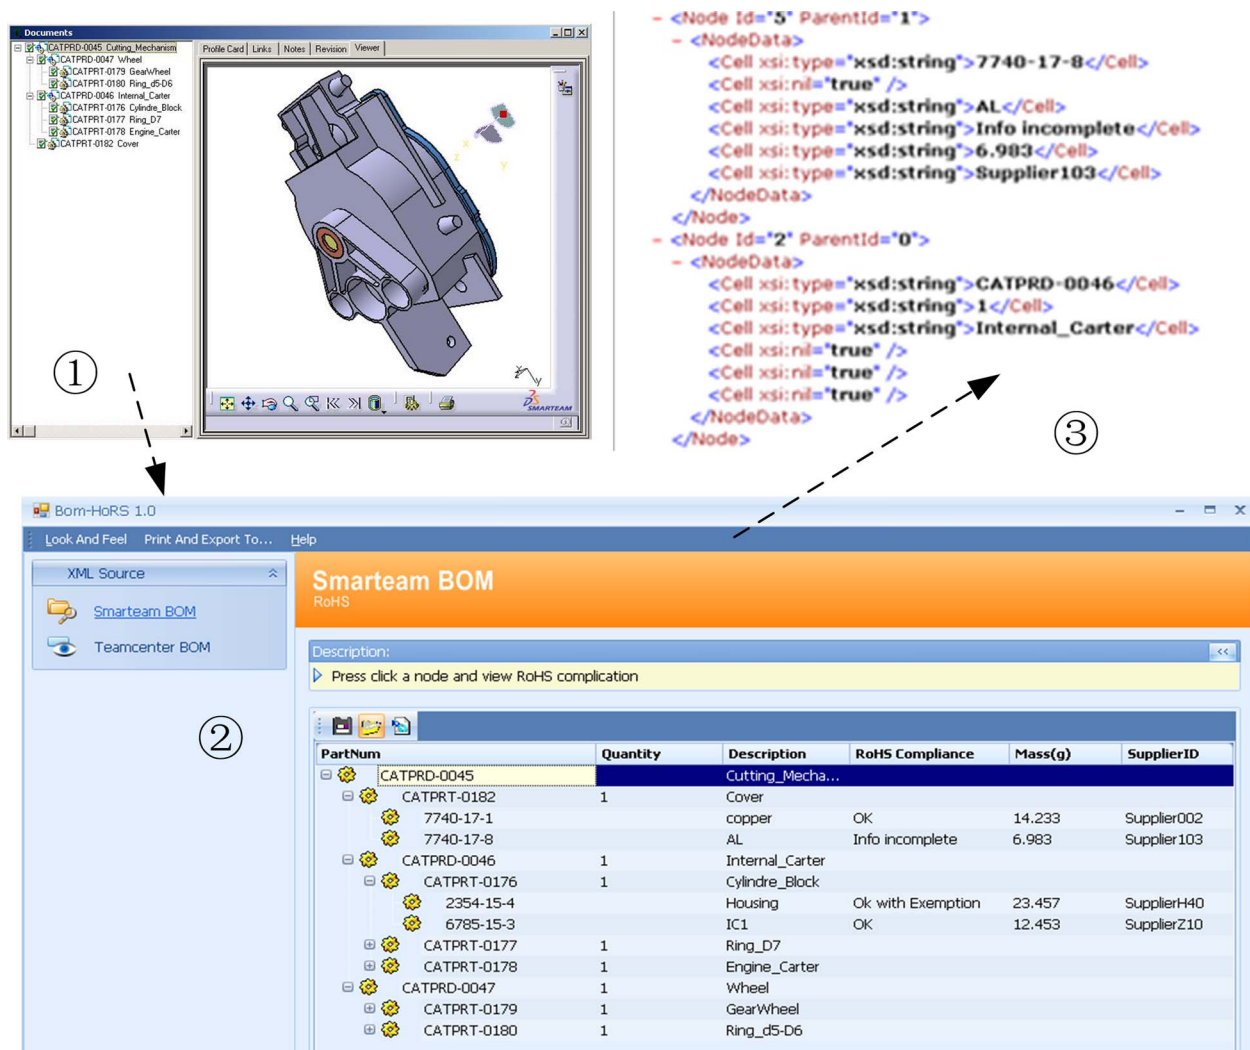 Documents
CATPRD-0045 Cutting_Mechanism
CATPRD-0047 Wheel
CATPRT-0179 GearWheel
CATPRT-0180 Ring_d5-D6
CATPRD-0046 Internal_Carter
CATPRT-0176 Cylindre_Block
CATPRT-0177 Ring_D7
CATPRT-0178 Engine_Carter
CATPRT-0182 Cover
Profile Card Links Notes Revision Viewer
x
y
z
z y
SMARTEAM
①
- <Node Id="5" ParentId="1">
- <NodeData>
<Cell xsi:type="xsd:string">7740-17-8</Cell>
<Cell xsi:nil="true" />
<Cell xsi:type="xsd:string">AL</Cell>
<Cell xsi:type="xsd:string">Info incomplete</Cell>
<Cell xsi:type="xsd:string">6.983</Cell>
<Cell xsi:type="xsd:string">Supplier103</Cell>
</NodeData>
</Node>
- <Node Id="2" ParentId="0">
- <NodeData>
<Cell xsi:type="xsd:string">CATPRD-0046</Cell>
<Cell xsi:type="xsd:string">1</Cell>
<Cell xsi:type="xsd:string">Internal_Carter</Cell>
<Cell xsi:nil="true" />
<Cell xsi:nil="true" />
<Cell xsi:nil="true" />
</NodeData>
</Node>
③
Bom-HoRS 1.0
Look And Feel Print And Export To... Help
XML Source
Smarteam BOM
Teamcenter BOM
②
Smarteam BOM
RoHS
Description:
Press click a node and view RoHS complication
PartNum Quantity Description RoHS Compliance Mass(g) SupplierID
CATPRD-0045 Cutting_Mecha...
CATPRT-0182 1 Cover
7740-17-1 copper OK 14.233 Supplier002
7740-17-8 AL Info incomplete 6.983 Supplier103
CATPRD-0046 1 Internal_Carter
CATPRT-0176 1 Cylindre_Block
2354-15-4 Housing Ok with Exemption 23.457 SupplierH40
6785-15-3 IC1 OK 12.453 SupplierZ10
CATPRT-0177 1 Ring_D7
CATPRT-0178 1 Engine_Carter
CATPRD-0047 1 Wheel
CATPRT-0179 1 GearWheel
CATPRT-0180 1 Ring_d5-D6